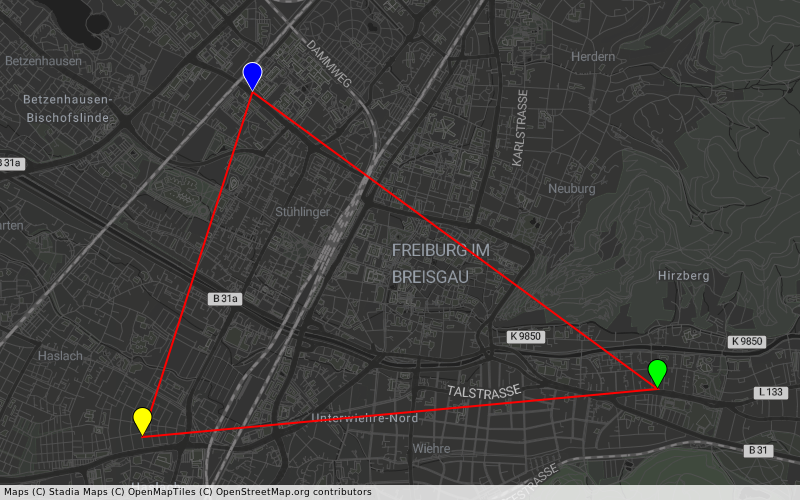 DAMMWEG
Herdern
Betzenhausen
Betzenhausen-
Bischofslinde
KARLSTRASSE
B 31a
Neuburg
Stühlinger
FREIBURG IM
BREISGAU
Hirzberg
B 31a
K 9850
K 9850
Haslach
TALSTRASSE
L 133
Unterwiehre-Nord
Wiehre
B 31
Maps (C) Stadia Maps (C) OpenMapTiles (C) OpenStreetMap.org contributors